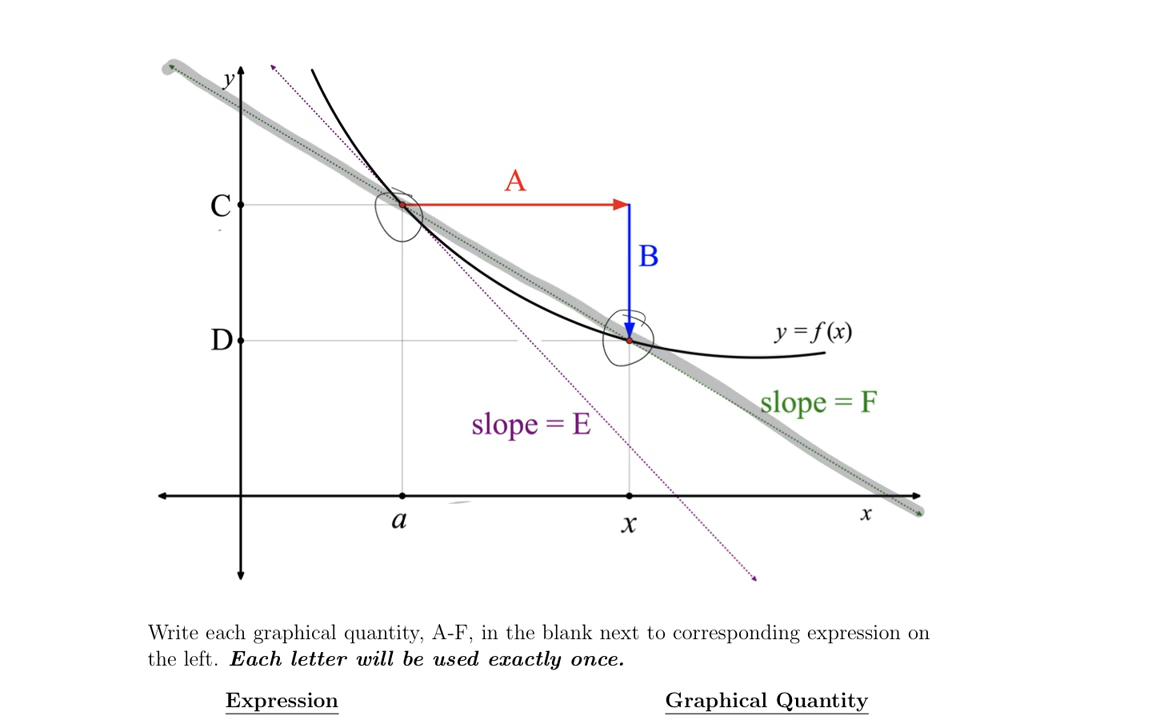 y
A
C
B
y = f(x)
D
slope = F
slope = E
x
a
x
Write each graphical quantity, A-F, in the blank next to corresponding expression on
the left. Each letter will be used exactly once.
Expression Graphical Quantity